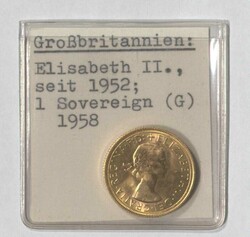 Großbritannien:
Elisabeth II.,
seit 1952;
1 Sovereign (G)
1958